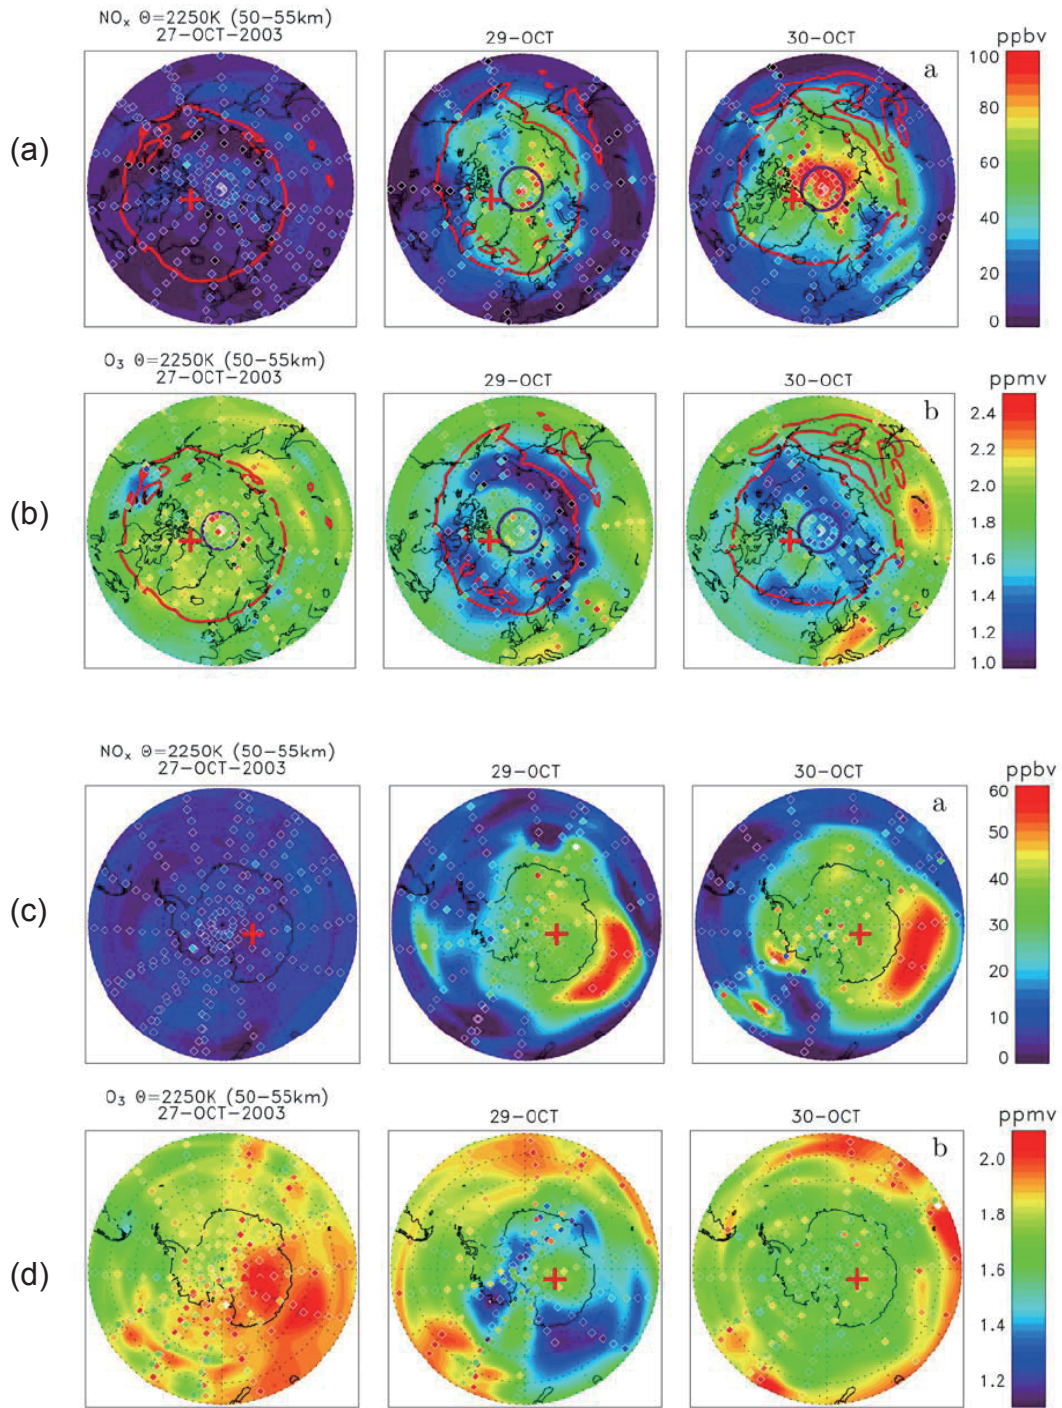 NOx Θ=2250K (50−55km)
27−OCT−2003
29−OCT
30−OCT
ppbv
(a)
a
100
80
60
40
20
0
O3 Θ=2250K (50−55km)
27−OCT−2003
29−OCT
30−OCT
ppmv
(b)
b
2.4
2.2
2.0
1.8
1.6
1.4
1.2
1.0
NOx Θ=2250K (50−55km)
27−OCT−2003
29−OCT
30−OCT
ppbv
(c)
a
60
50
40
30
20
10
0
O3 Θ=2250K (50−55km)
27−OCT−2003
29−OCT
30−OCT
ppmv
(d)
b
2.0
1.8
1.6
1.4
1.2